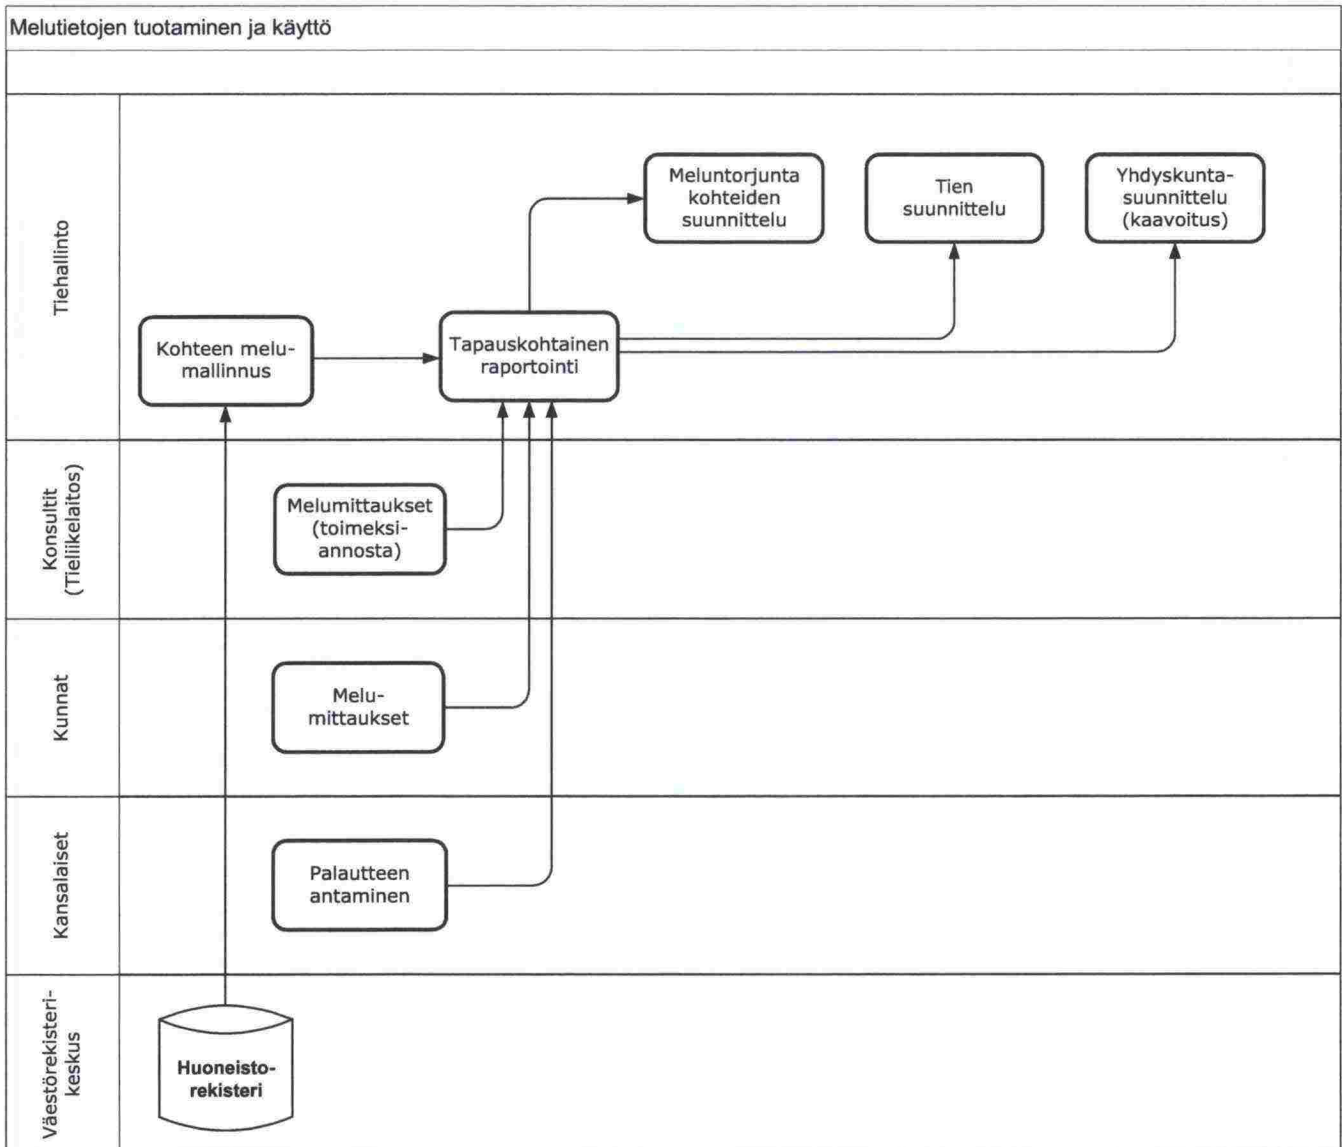 Melutietojen tuotaminen ja käyttö
Tiehallinto
Meluntorjunta
kohteiden
suunnittelu
Tien
suunnittelu
Yhdyskunta-
suunnittelu
(kaavoitus)
Kohteen melu-
mallinnus
Tapauskohtainen
raportointi
Konsultit
(Tieliikelaitos)
Melumittaukset
(toimeksi-
annosta)
Kunnat
Melu-
mittaukset
Kansalaiset
Palautteen
antaminen
Väestörekisteri-
keskus
Huoneisto-
rekisteri